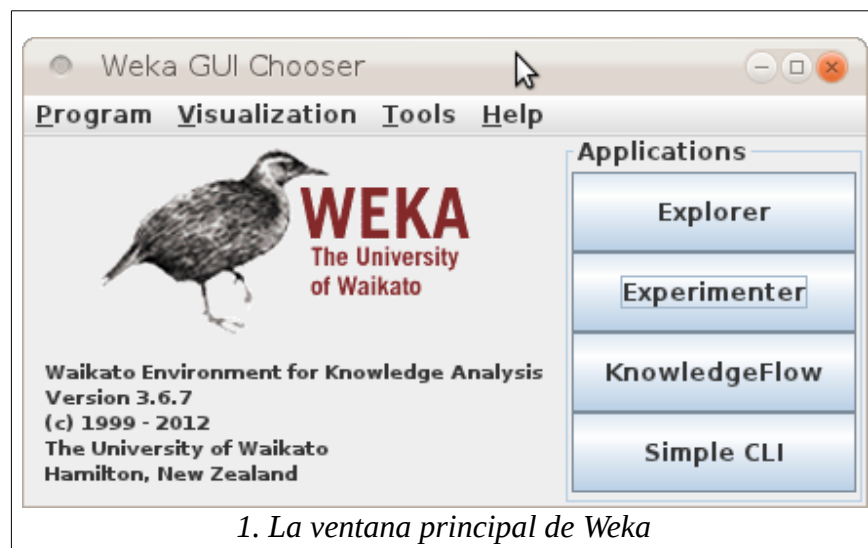 Weka GUI Chooser
Program Visualization Tools Help
WEKA
The University
of Waikato
Waikato Environment for Knowledge Analysis
Version 3.6.7
(c) 1999 - 2012
The University of Waikato
Hamilton, New Zealand
Applications
Explorer
Experimenter
KnowledgeFlow
Simple CLI
1. La ventana principal de Weka